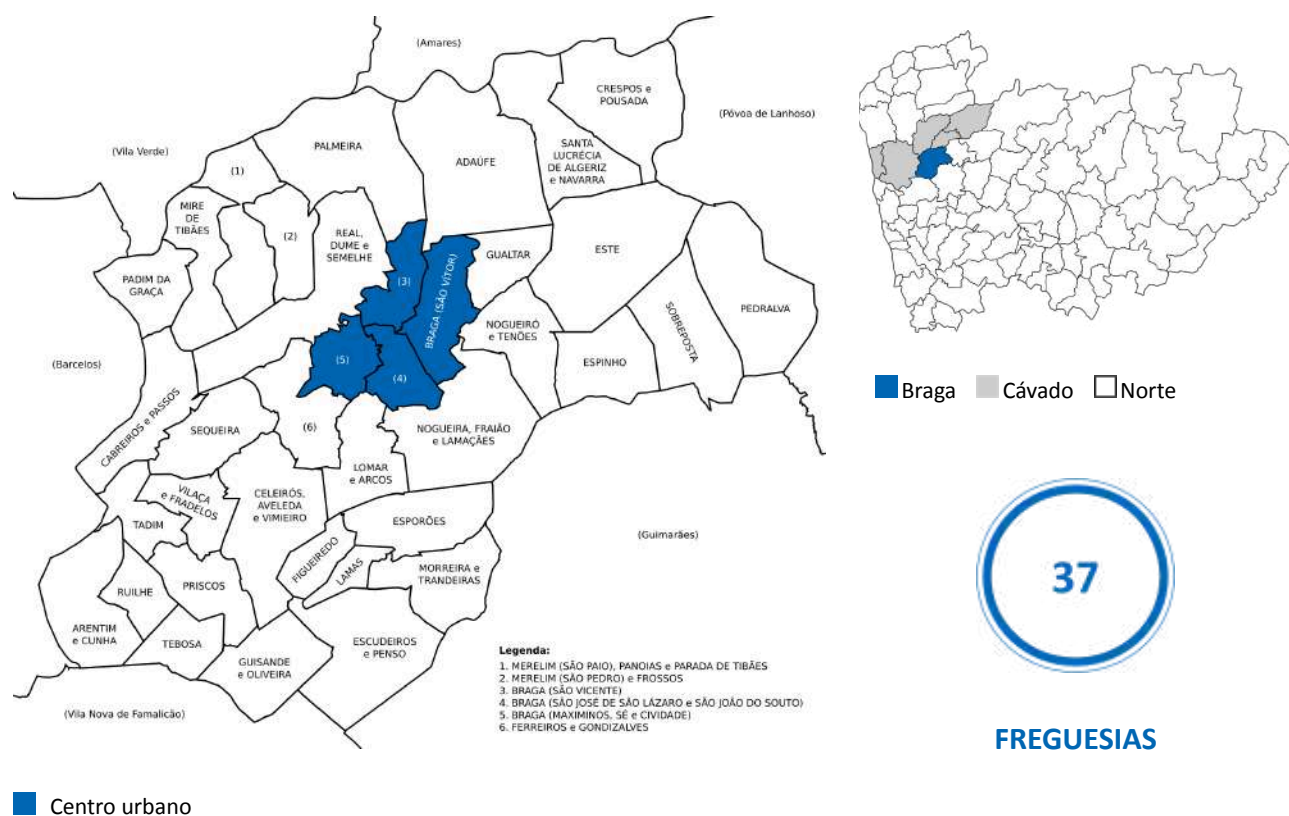 (Amares)
CRESPOS e
POUSADA
(Póvoa de Lanhoso)
PALMEIRA
(Vila Verde)
ADAÚFE
SANTA
LUCRÉCIA
DE ALGERIZ
e NAVARRA
(1)
MIRE
DE
TIBÃES
(2)
REAL,
DUME e
SEMELHE
GUALTAR
ESTE
PADIM DA
GRAÇA
(3)
BRAGA (SÃO VÍTOR)
SOBREPOSTA
PEDRALVA
NOGUEIRÓ
e TENÕES
(Barcelos)
(5)
ESPINHO
(4)
CABREIROS e PASSOS
SEQUEIRA
(6)
NOGUEIRA, FRAIÃO
e LAMAÇÃES
LOMAR
e ARCOS
VILAÇA
e FRADELOS
CELEIRÓS,
AVELEDA
e VIMIEIRO
TADIM
ESPORÕES
(Guimarães)
FIGUEIREDO
LAMAS
MORREIRA e
TRANDEIRAS
RUILHE
PRISCOS
ARENTIM
e CUNHA
TEBOSA
ESCUDEIROS
e PENSO
GUISANDE
e OLIVEIRA
(Vila Nova de Famalicão)
Legenda:
1. MERELIM (SÃO PAIO), PANOIAS e PARADA DE TIBÃES
2. MERELIM (SÃO PEDRO) e FROSSOS
3. BRAGA (SÃO VICENTE)
4. BRAGA (SÃO JOSÉ DE SÃO LÁZARO e SÃO JOÃO DO SOUTO)
5. BRAGA (MAXIMINOS, SÉ e CIVIDADE)
6. FERREIROS e GONDIZALVES
Centro urbano
Braga Cávado Norte
37
FREGUESIAS